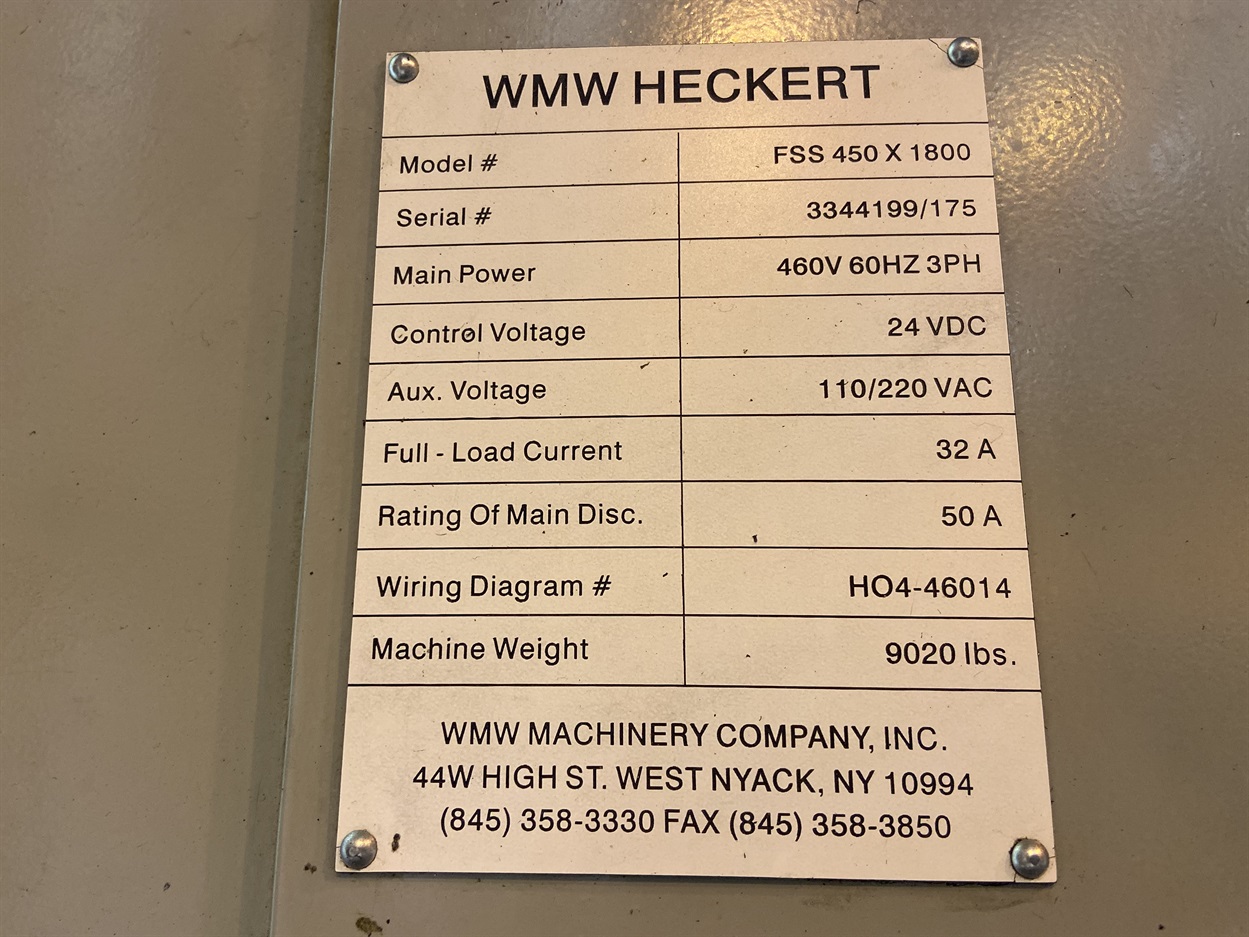 WMW HECKERT
Model # FSS 450 X 1800
Serial # 3344199/175
Main Power 460V 60HZ 3PH
Control Voltage 24 VDC
Aux. Voltage 110/220 VAC
Full - Load Current 32 A
Rating Of Main Disc. 50 A
Wiring Diagram # HO4-46014
Machine Weight 9020 lbs.
WMW MACHINERY COMPANY, INC.
44W HIGH ST. WEST NYACK, NY 10994
(845) 358-3330 FAX (845) 358-3850